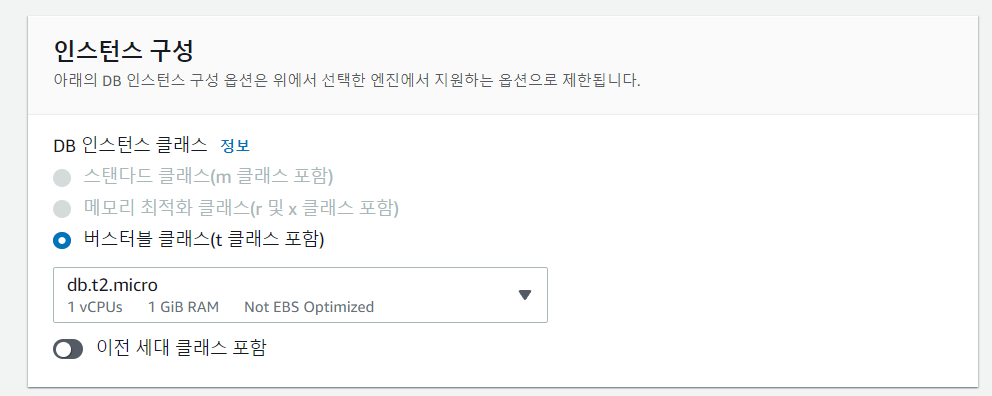 인스턴스 구성
아래의 DB 인스턴스 구성 옵션은 위에서 선택한 엔진에서 지원하는 옵션으로 제한됩니다.
DB 인스턴스 클래스 정보
스탠다드 클래스(m 클래스 포함)
메모리 최적화 클래스(r 및 x 클래스 포함)
버스터블 클래스(t 클래스 포함)
db.t2.micro
1 vCPUs 1 GiB RAM Not EBS Optimized
이전 세대 클래스 포함